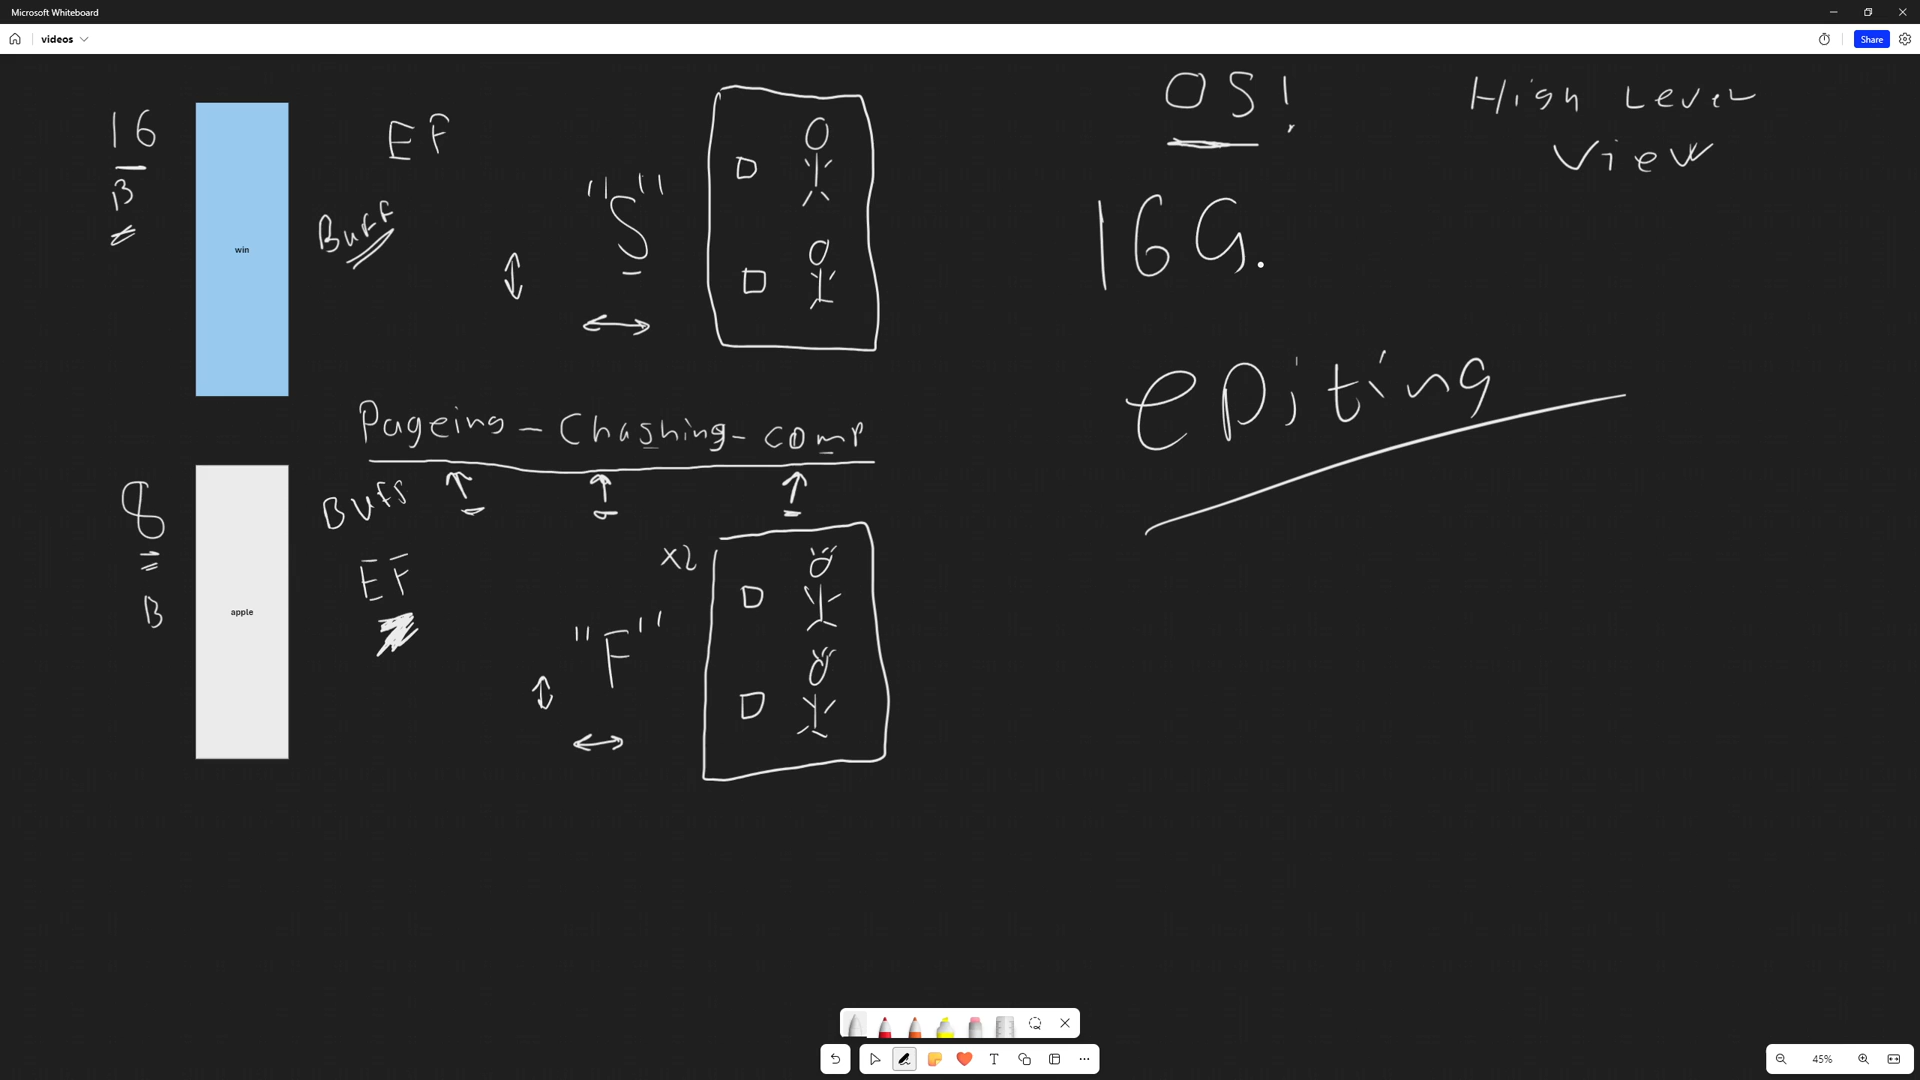 Microsoft Whiteboard
videos
Share
16
B
win
EF
Buff
"S"
OS!
High Level
View
16G.
EDiting
Pageing - Chashing - comp
8
B
apple
Bufs
EF
x2
"F"
45%